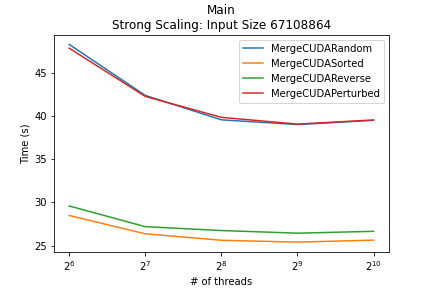 Main
Strong Scaling: Input Size 67108864
MergeCUDARandom
MergeCUDASorted
MergeCUDAReverse
MergeCUDAPerturbed
Time (s)
45
40
35
30
25
2^6 2^7 2^8 2^9 2^10
# of threads